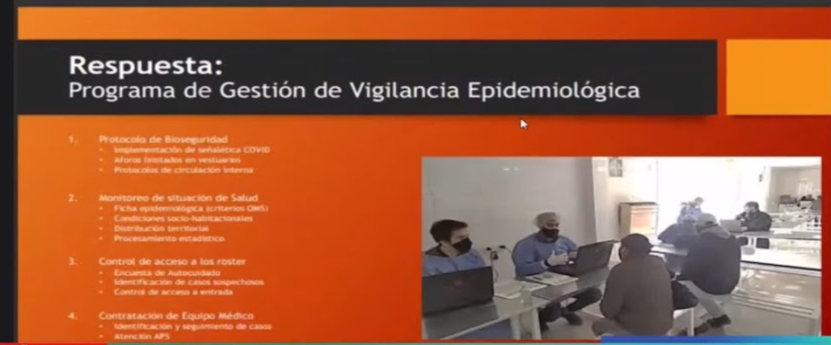 Respuesta:
Programa de Gestión de Vigilancia Epidemiológica
1. Protocolo de Bioseguridad
• Implementación de señalética COVID
• Aforos limitados en vestuarios
• Protocolos de circulación interna
2. Monitoreo de situación de Salud
• Ficha epidemiológica (criterios OMS)
• Condiciones socio-habitacionales
• Distribución territorial
• Procesamiento estadístico
3. Control de acceso a los roster
• Encuesta de Autocuidado
• Identificación de casos sospechosos
• Control de acceso a entrada
4. Contratación de Equipo Médico
• Identificación y seguimiento de casos
• Atención APS